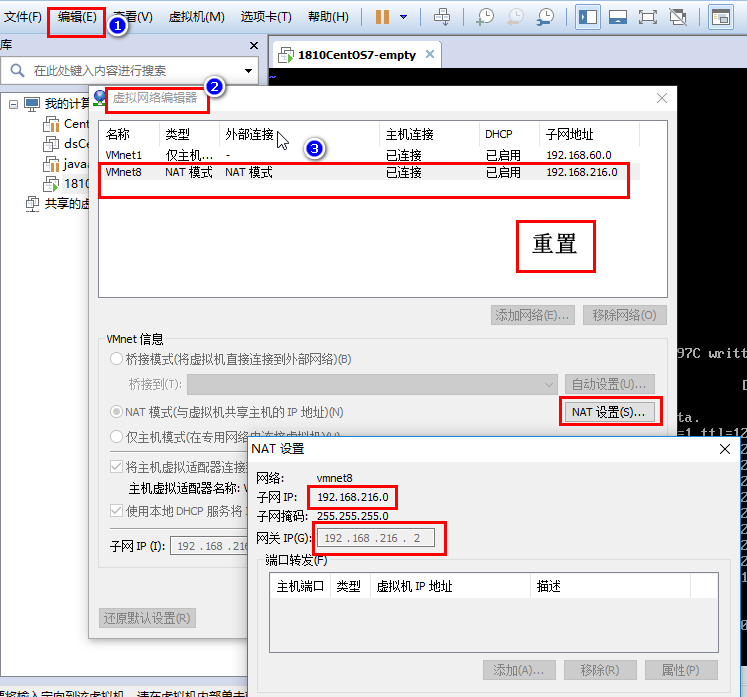 文件(F) 编辑(E) 查看(V) 虚拟机(M) 选项卡(T) 帮助(H)
1
库
1810CentOS7-empty
在此处键入内容进行搜索
2
虚拟网络编辑器
我的计算
Cent
dsCe
javaa
1810
共享的虚
名称 类型 外部连接 主机连接 DHCP 子网地址
3
VMnet1 仅主机... - 已连接 已启用 192.168.60.0
VMnet8 NAT 模式 NAT 模式 已连接 已启用 192.168.216.0
重置
添加网络(E)... 移除网络(O)
VMnet 信息
桥接模式(将虚拟机直接连接到外部网络)(B)
97C writt
桥接到(T): 自动设置(U)...
NAT 模式(与虚拟机共享主机的 IP 地址)(N) NAT 设置(S)...
ta.
仅主机模式(在专用网络内连接虚拟机)(H)
=1 ttl=12
NAT 设置
将主机虚拟适配器连接
主机虚拟适配器名称: V
使用本地 DHCP 服务将 I
子网 IP (I): 192 . 168 . 216
还原默认设置(R)
网络: vmnet8
子网 IP: 192.168.216.0
子网掩码: 255.255.255.0
网关 IP(G): 192 . 168 . 216 . 2
端口转发(F)
主机端口 类型 虚拟机 IP 地址 描述
添加(A)... 移除(R) 属性(P)
要将输入定向到该虚拟机，请在虚拟机内部单击